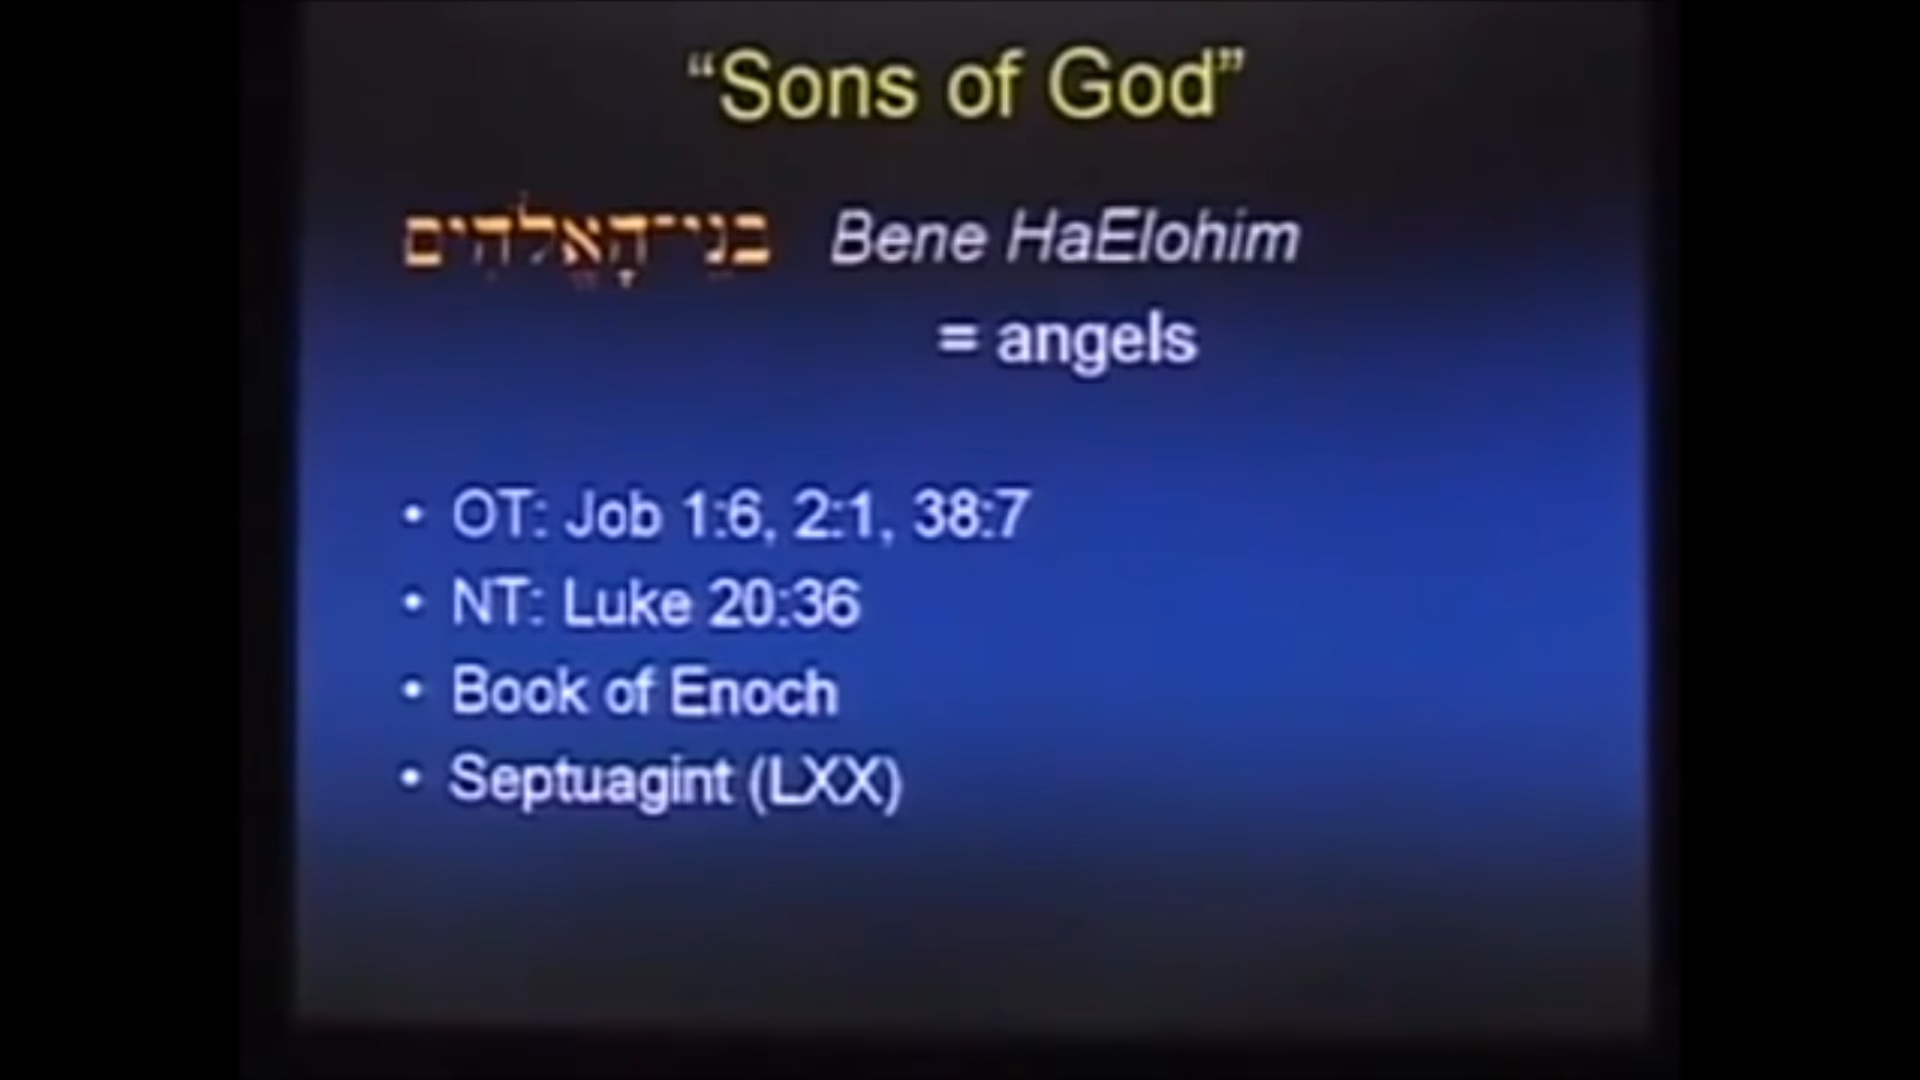 “Sons of God”
בְּנֵי־הָאֱלֹהִים Bene HaElohim
= angels
• OT: Job 1:6, 2:1, 38:7
• NT: Luke 20:36
• Book of Enoch
• Septuagint (LXX)